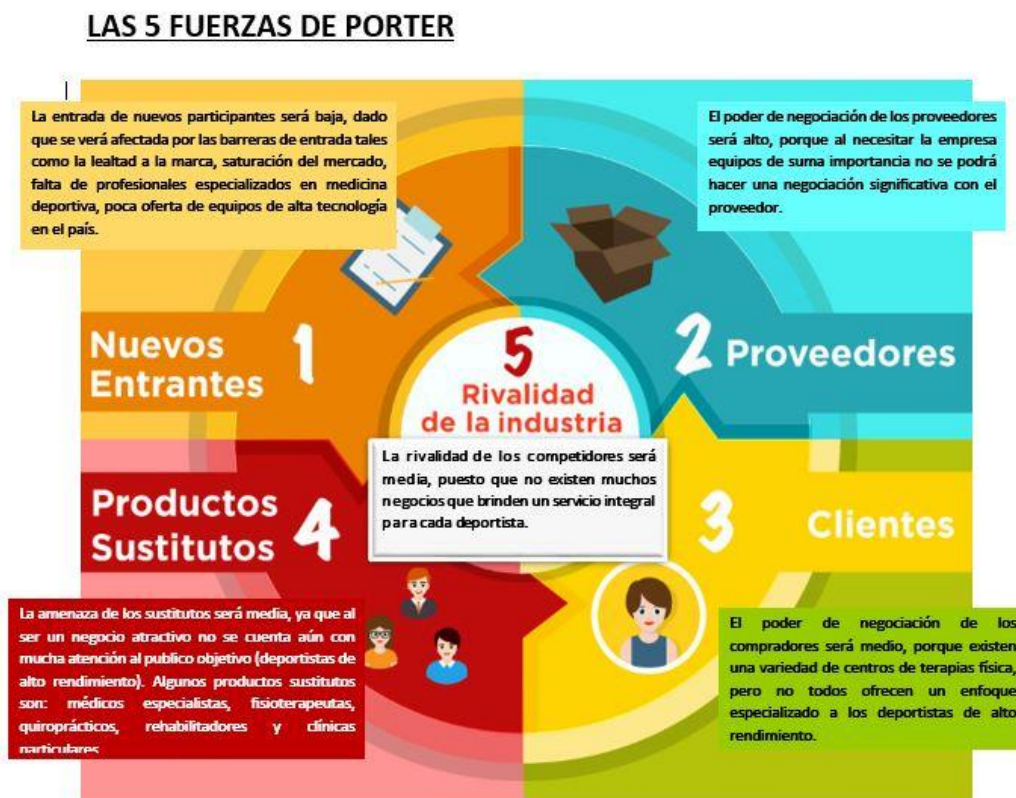 LAS 5 FUERZAS DE PORTER
La entrada de nuevos participantes será baja, dado
que se verá afectada por las barreras de entrada tales
como la lealtad a la marca, saturación del mercado,
falta de profesionales especializados en medicina
deportiva, poca oferta de equipos de alta tecnología
en el país.
Nuevos
Entrantes
1
El poder de negociación de los proveedores
será alto, porque al necesitar la empresa
equipos de suma importancia no se podrá
hacer una negociación significativa con el
proveedor.
2 Proveedores
5
Rivalidad
de la industria
La rivalidad de los competidores será
media, puesto que no existen muchos
negocios que brinden un servicio integral
para cada deportista.
3 Clientes
El poder de negociación de los
compradores será medio, porque existen
una variedad de centros de terapias física,
pero no todos ofrecen un enfoque
especializado a los deportistas de alto
rendimiento.
Productos
Sustitutos
4
La amenaza de los sustitutos será media, ya que al
ser un negocio atractivo no se cuenta aún con
mucha atención al publico objetivo (deportistas de
alto rendimiento). Algunos productos sustitutos
son: médicos especialistas, fisioterapeutas,
quiroprácticos, rehabilitadores y clínicas
particulares